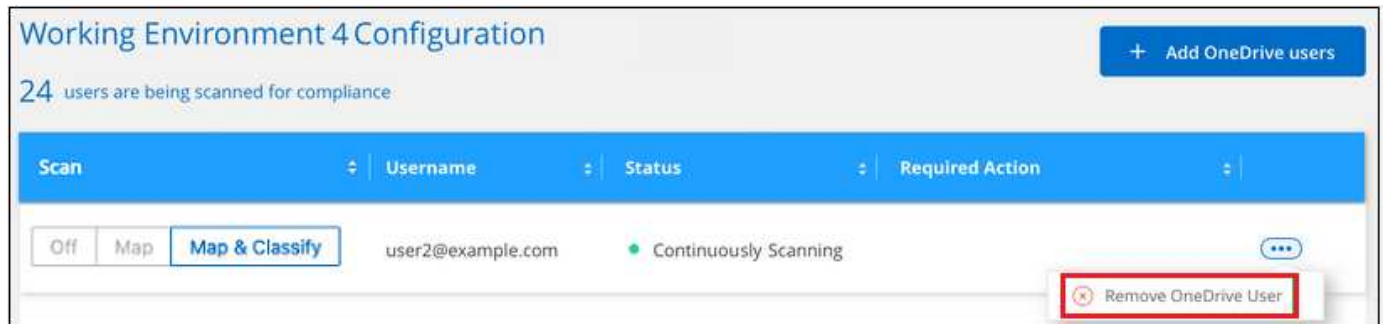 Working Environment 4 Configuration
+ Add OneDrive users
24 users are being scanned for compliance
Scan Username Status Required Action
Off Map Map & Classify user2@example.com Continuously Scanning
Remove OneDrive User